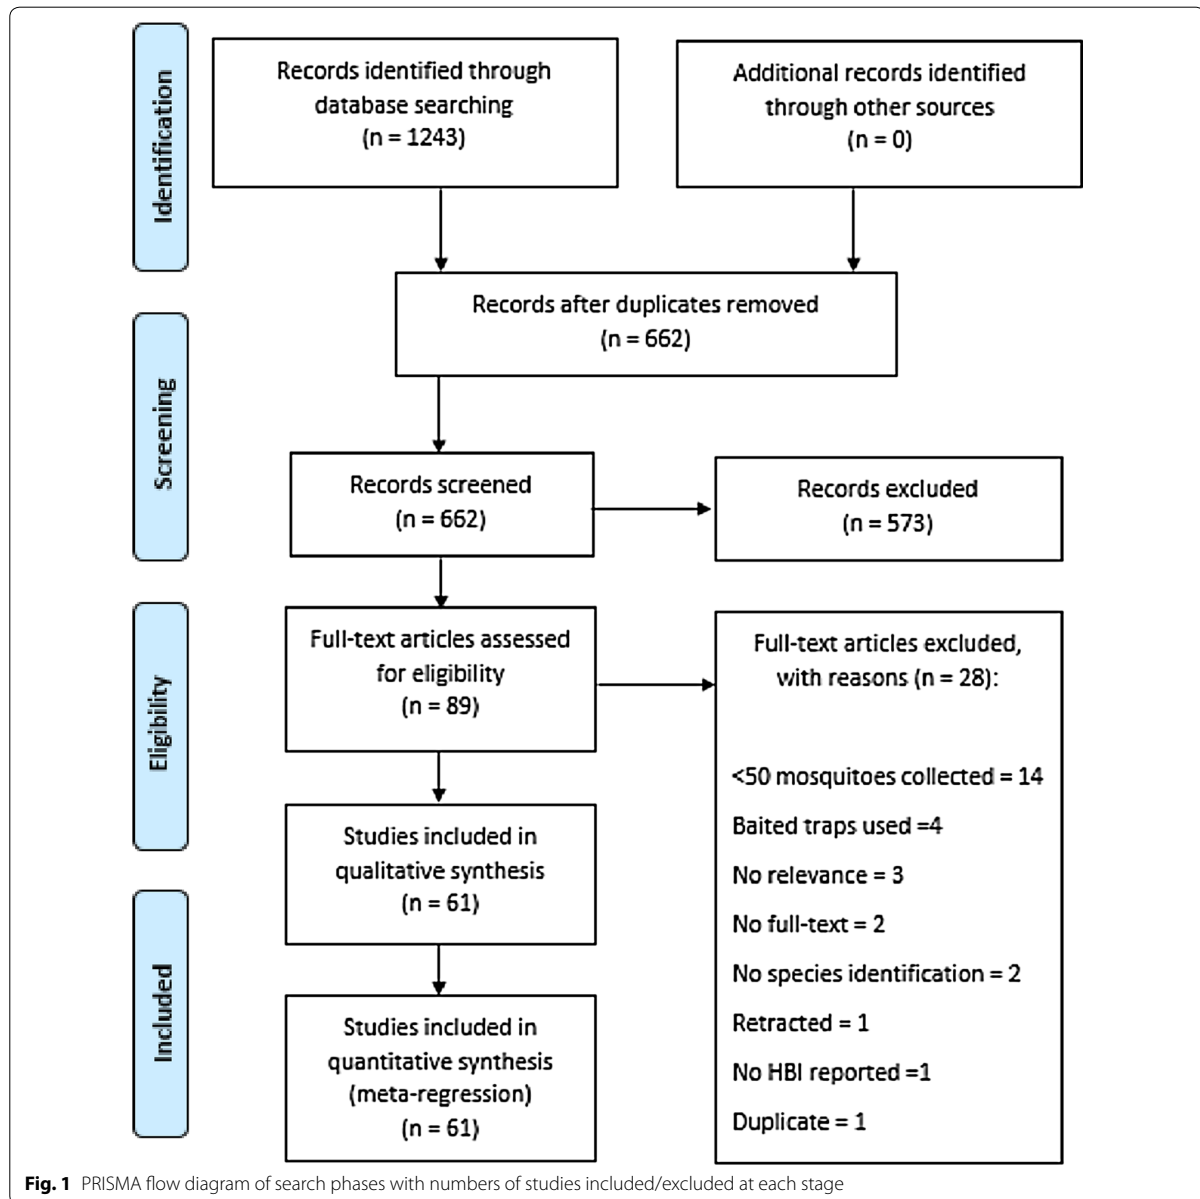 Identification
Records identified through
database searching
(n = 1243)
Additional records identified
through other sources
(n = 0)
Records after duplicates removed
(n = 662)
Screening
Records screened
(n = 662)
Records excluded
(n = 573)
Eligibility
Full-text articles assessed
for eligibility
(n = 89)
Full-text articles excluded,
with reasons (n = 28):
<50 mosquitoes collected = 14
Baited traps used =4
No relevance = 3
No full-text = 2
No species identification = 2
Retracted = 1
No HBI reported =1
Duplicate = 1
Studies included in
qualitative synthesis
(n = 61)
Included
Studies included in
quantitative synthesis
(meta-regression)
(n = 61)
Fig. 1 PRISMA flow diagram of search phases with numbers of studies included/excluded at each stage